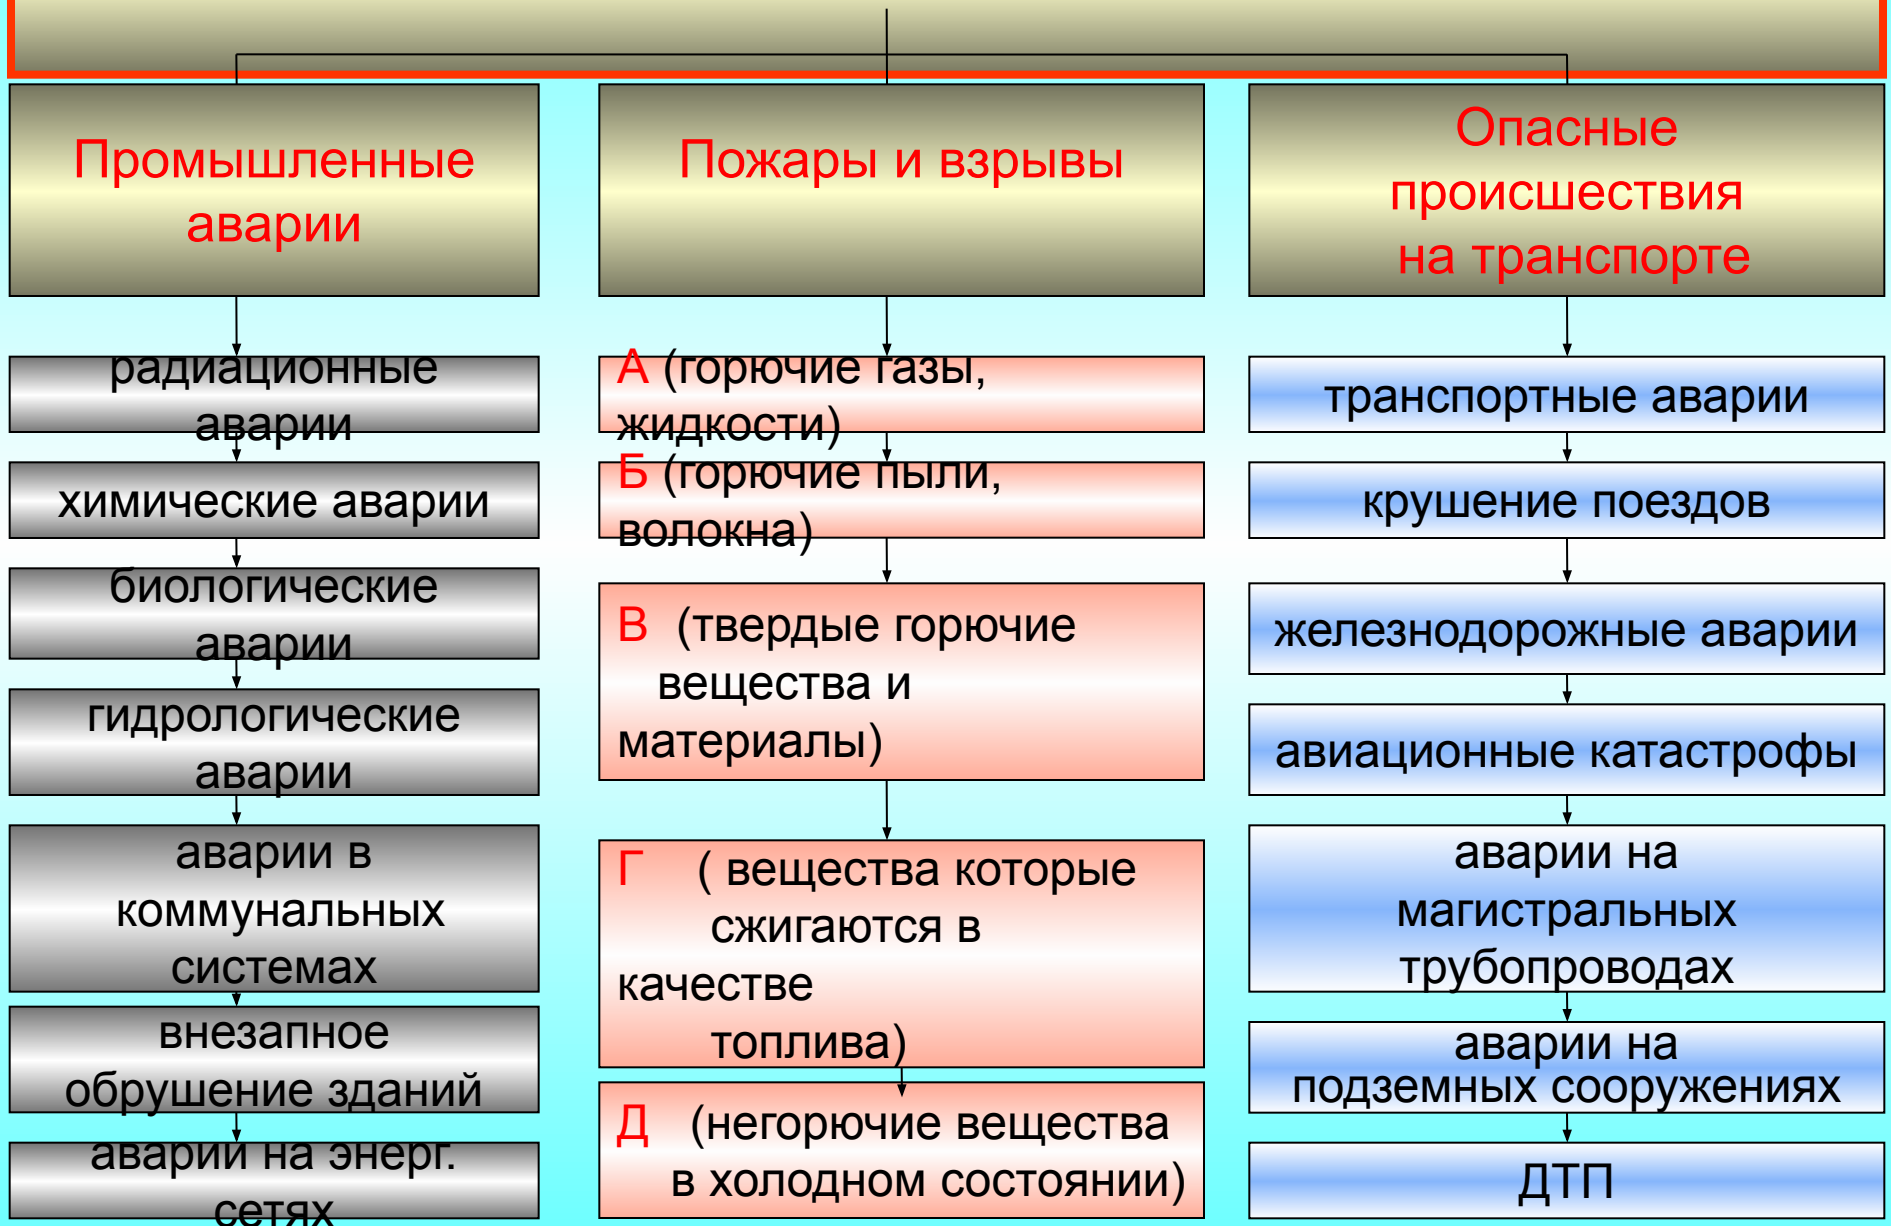 Промышленные
аварии
радиационные
аварии
химические аварии
биологические
аварии
гидрологические
аварии
аварии в
коммунальных
системах
внезапное
обрушение зданий
аварии на энерг.
сетях
Пожары и взрывы
А (горючие газы,
жидкости)
Б (горючие пыли,
волокна)
В (твердые горючие
вещества и
материалы)
Г ( вещества которые
сжигаются в
качестве
топлива)
Д (негорючие вещества
в холодном состоянии)
Опасные
происшествия
на транспорте
транспортные аварии
крушение поездов
железнодорожные аварии
авиационные катастрофы
аварии на
магистральных
трубопроводах
аварии на
подземных сооружениях
ДТП